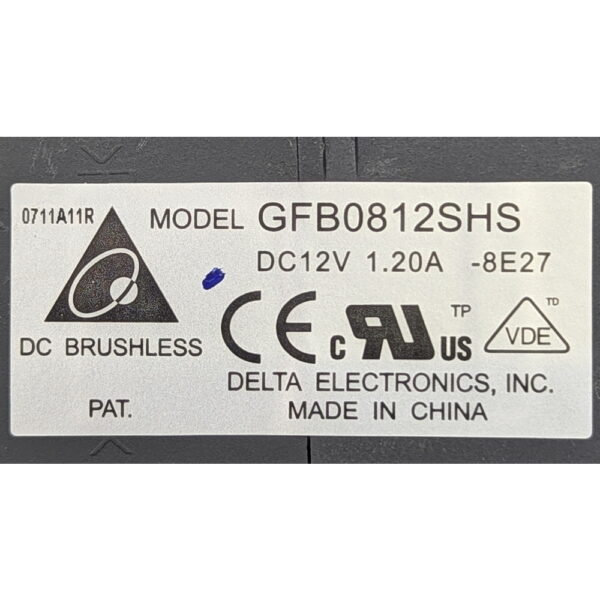 0711A11R
MODEL GFB0812SHS
DC12V 1.20A -8E27
CE c RU US TP VDE TD
DC BRUSHLESS
DELTA ELECTRONICS, INC.
PAT.
MADE IN CHINA